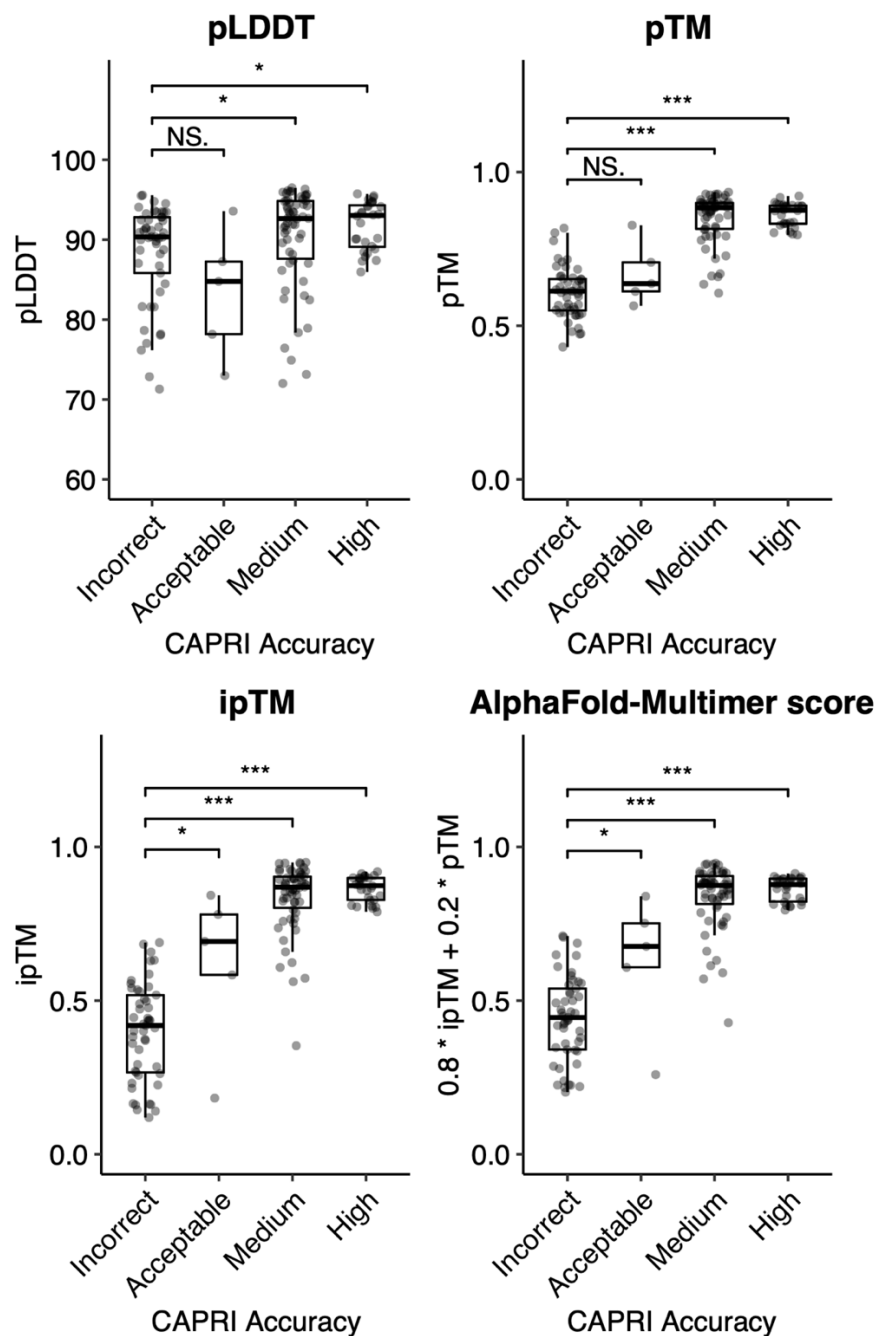 pLDDT
*
*
NS.
100
90
80
70
60
pLDDT
Incorrect
Acceptable
Medium
High
CAPRI Accuracy
pTM
***
***
NS.
1.0
0.5
0.0
pTM
Incorrect
Acceptable
Medium
High
CAPRI Accuracy
ipTM
***
***
*
1.0
0.5
0.0
ipTM
Incorrect
Acceptable
Medium
High
CAPRI Accuracy
AlphaFold-Multimer score
***
***
*
1.0
0.5
0.0
0.8 * ipTM + 0.2 * pTM
Incorrect
Acceptable
Medium
High
CAPRI Accuracy